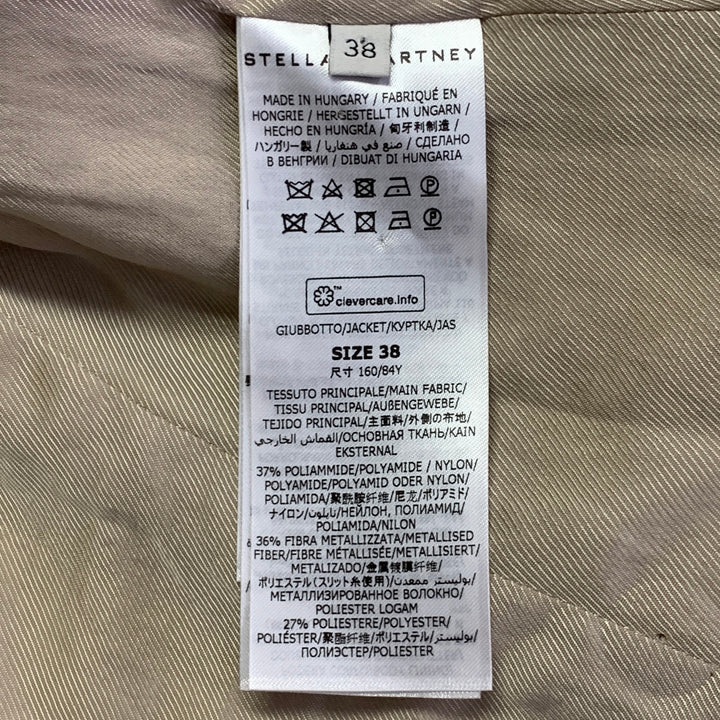 38
STELLA McCARTNEY
MADE IN HUNGARY / FABRIQUÉ EN
HONGRIE / HERGESTELLT IN UNGARN /
HECHO EN HUNGRÍA / 匈牙利制造 /
ハンガリー製 / صنع في هنغاريا / СДЕЛАНО
В ВЕНГРИИ / DIBUAT DI HUNGARIA
™
clevercare.info
GIUBBOTTO/JACKET/КУРТКА/JAS
SIZE 38
尺寸 160/84Y
TESSUTO PRINCIPALE/MAIN FABRIC/
TISSU PRINCIPAL/AUßENGEWEBE/
TEJIDO PRINCIPAL/主面料/外側の布地/
القماش الخارجي/ОСНОВНАЯ ТКАНЬ/KAIN
EKSTERNAL
37% POLIAMMIDE/POLYAMIDE / NYLON/
POLYAMIDE/POLYAMID ODER NYLON/
POLIAMIDA/聚酰胺纤维/尼龙/ポリアミド/
ナイロン/نايلون/НЕЙЛОН, ПОЛИАМИД/
POLIAMIDA/NILON
36% FIBRA METALLIZZATA/METALLISED
FIBER/FIBRE MÉTALLISÉE/METALLISIERT/
METALIZADO/金属镀膜纤维/
ポリエステル(スリット糸使用)/بوليستر ممعدن/
МЕТАЛЛИЗИРОВАННОЕ ВОЛОКНО/
POLIESTER LOGAM
27% POLIESTERE/POLYESTER/
POLIÉSTER/聚酯纤维/ポリエステル/بوليستر/
ПОЛИЭСТЕР/POLIESTER